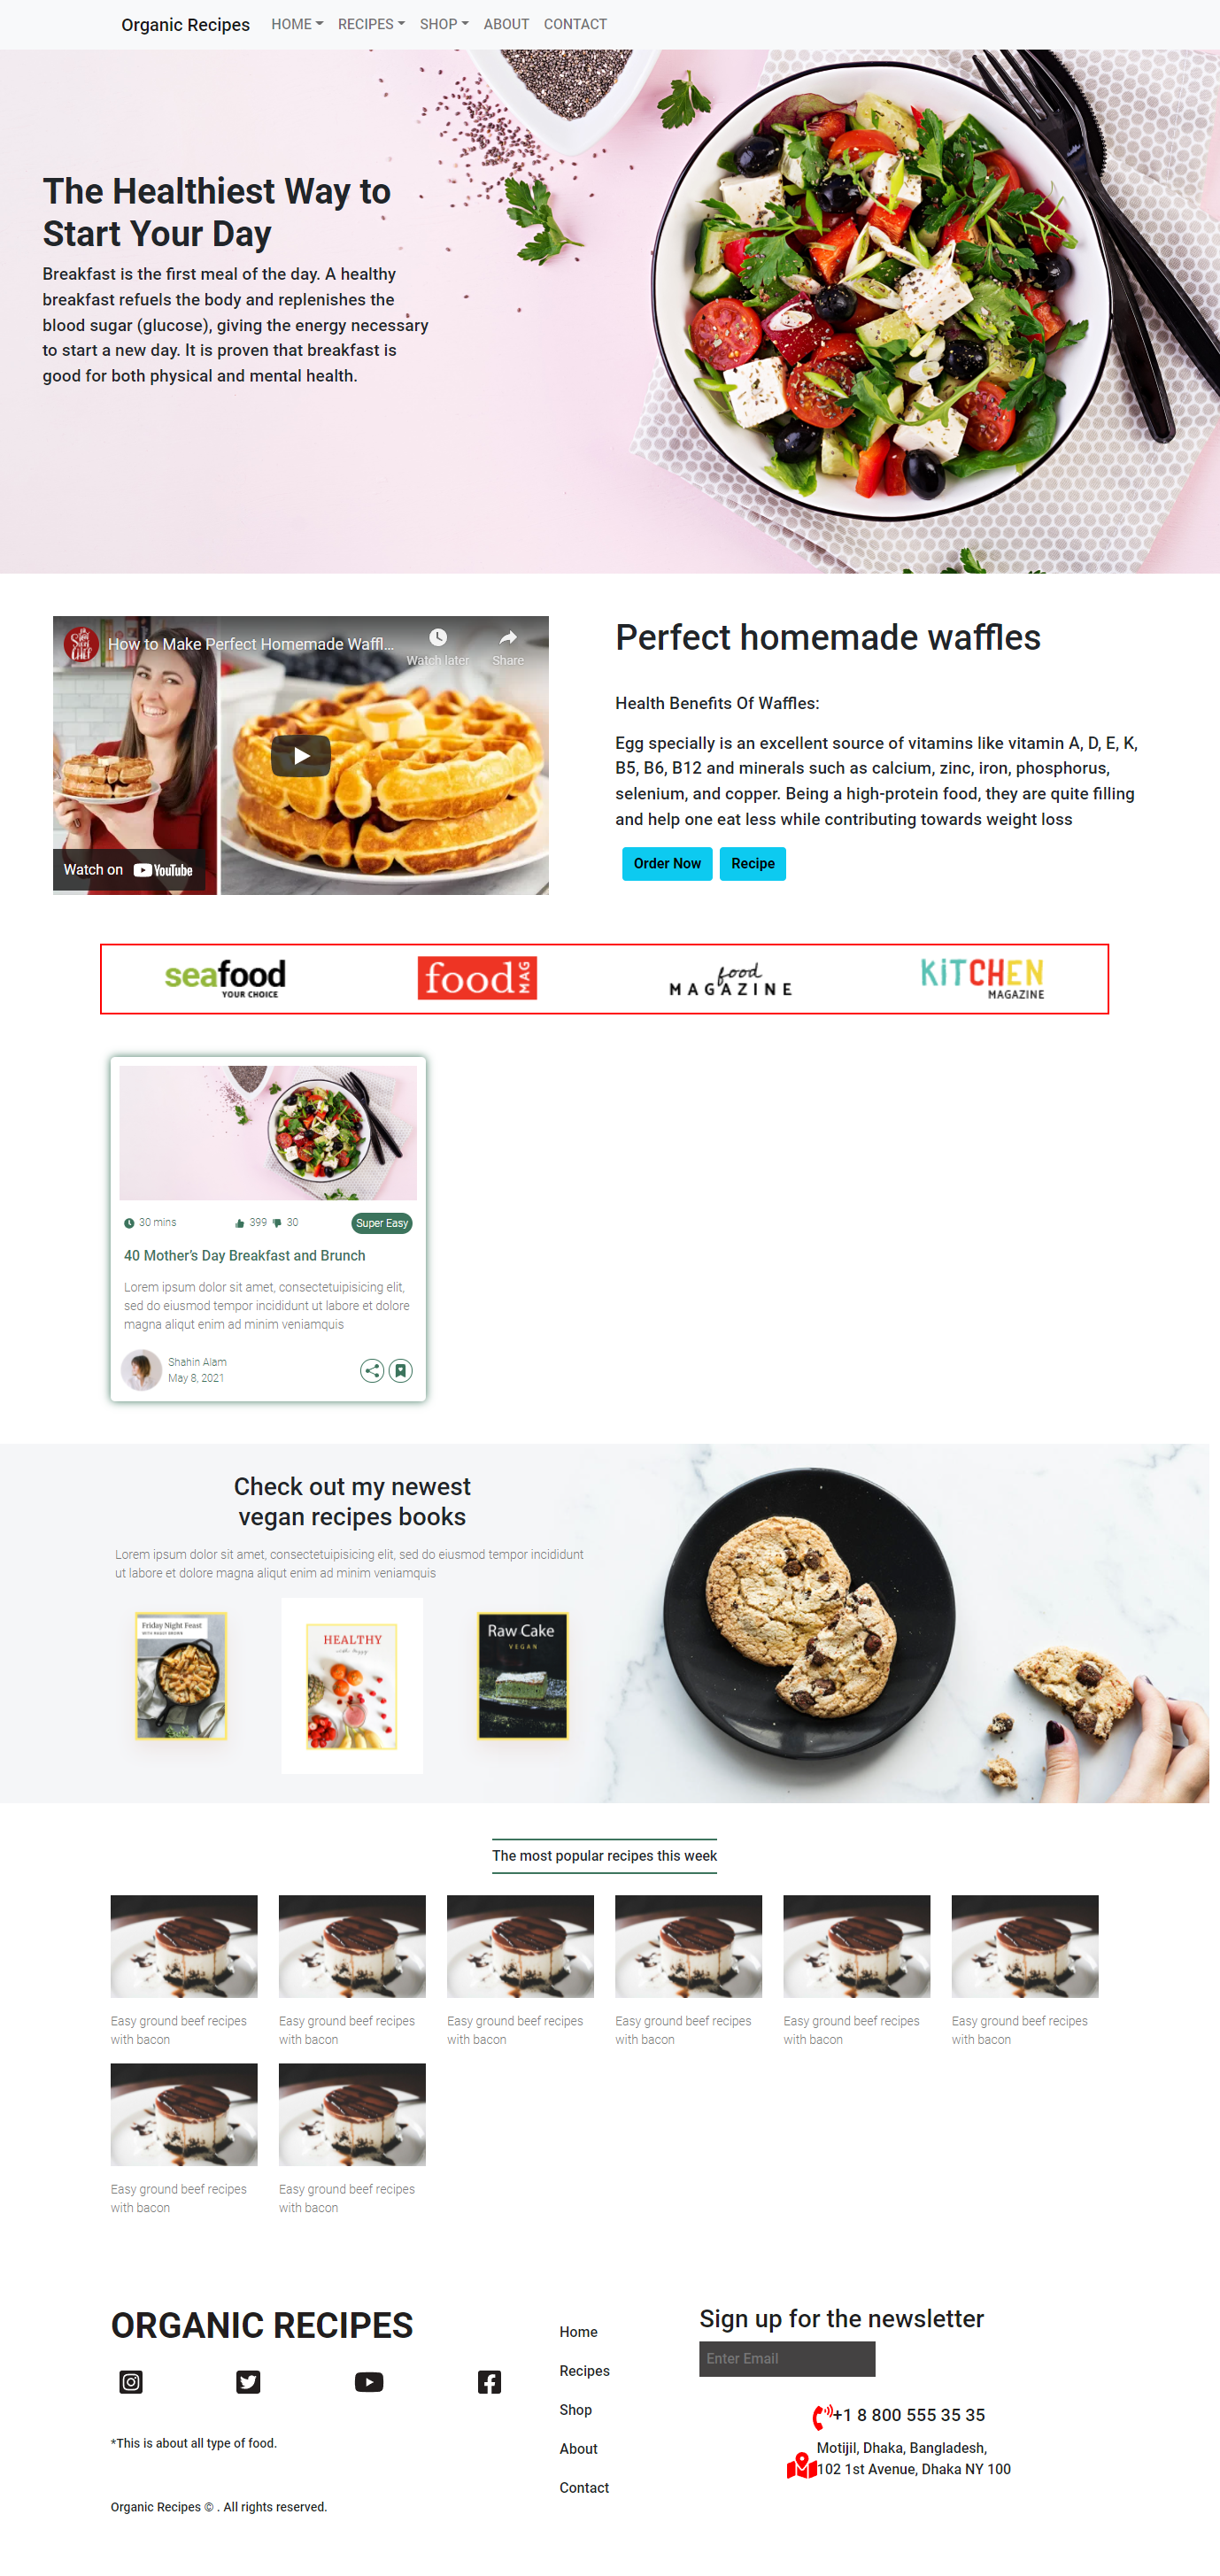 Organic Recipes HOME RECIPES SHOP ABOUT CONTACT
The Healthiest Way to
Start Your Day
Breakfast is the first meal of the day. A healthy
breakfast refuels the body and replenishes the
blood sugar (glucose), giving the energy necessary
to start a new day. It is proven that breakfast is
good for both physical and mental health.
How to Make Perfect Homemade Waffl...
Watch later
Share
Watch on YouTube
Perfect homemade waffles
Health Benefits Of Waffles:
Egg specially is an excellent source of vitamins like vitamin A, D, E, K,
B5, B6, B12 and minerals such as calcium, zinc, iron, phosphorus,
selenium, and copper. Being a high-protein food, they are quite filling
and help one eat less while contributing towards weight loss
Order Now Recipe
seafood
YOUR CHOICE
food MAG
food
MAGAZINE
KiTCHEN
MAGAZINE
30 mins 399 30 Super Easy
40 Mother's Day Breakfast and Brunch
Lorem ipsum dolor sit amet, consectetuipisicing elit,
sed do eiusmod tempor incididunt ut labore et dolore
magna aliqut enim ad minim veniamquis
Shahin Alam
May 8, 2021
Check out my newest
vegan recipes books
Lorem ipsum dolor sit amet, consectetuipisicing elit, sed do eiusmod tempor incididunt
ut labore et dolore magna aliqut enim ad minim veniamquis
Friday Night Feast
HEALTHY
Raw Cake
VEGAN
The most popular recipes this week
Easy ground beef recipes
with bacon
Easy ground beef recipes
with bacon
Easy ground beef recipes
with bacon
Easy ground beef recipes
with bacon
Easy ground beef recipes
with bacon
Easy ground beef recipes
with bacon
Easy ground beef recipes
with bacon
Easy ground beef recipes
with bacon
ORGANIC RECIPES
*This is about all type of food.
Organic Recipes © . All rights reserved.
Home
Recipes
Shop
About
Contact
Sign up for the newsletter
Enter Email
+1 8 800 555 35 35
Motijil, Dhaka, Bangladesh,
102 1st Avenue, Dhaka NY 100